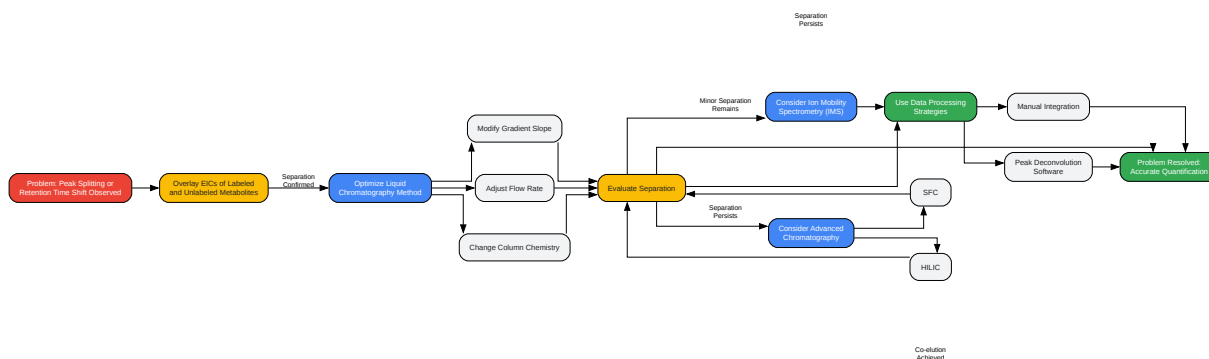 Separation
Persists
Minor Separation
Remains
Consider Ion Mobility
Spectrometry (IMS)
Use Data Processing
Strategies
Manual Integration
Modify Gradient Slope
Peak Deconvolution
Software
Problem Resolved:
Accurate Quantification
Problem: Peak Splitting or
Retention Time Shift Observed
Overlay EICs of Labeled
and Unlabeled Metabolites
Separation
Confirmed
Optimize Liquid
Chromatography Method
Adjust Flow Rate
Evaluate Separation
SFC
Separation
Persists
Consider Advanced
Chromatography
Change Column Chemistry
HILIC
Co-elution
Achieved